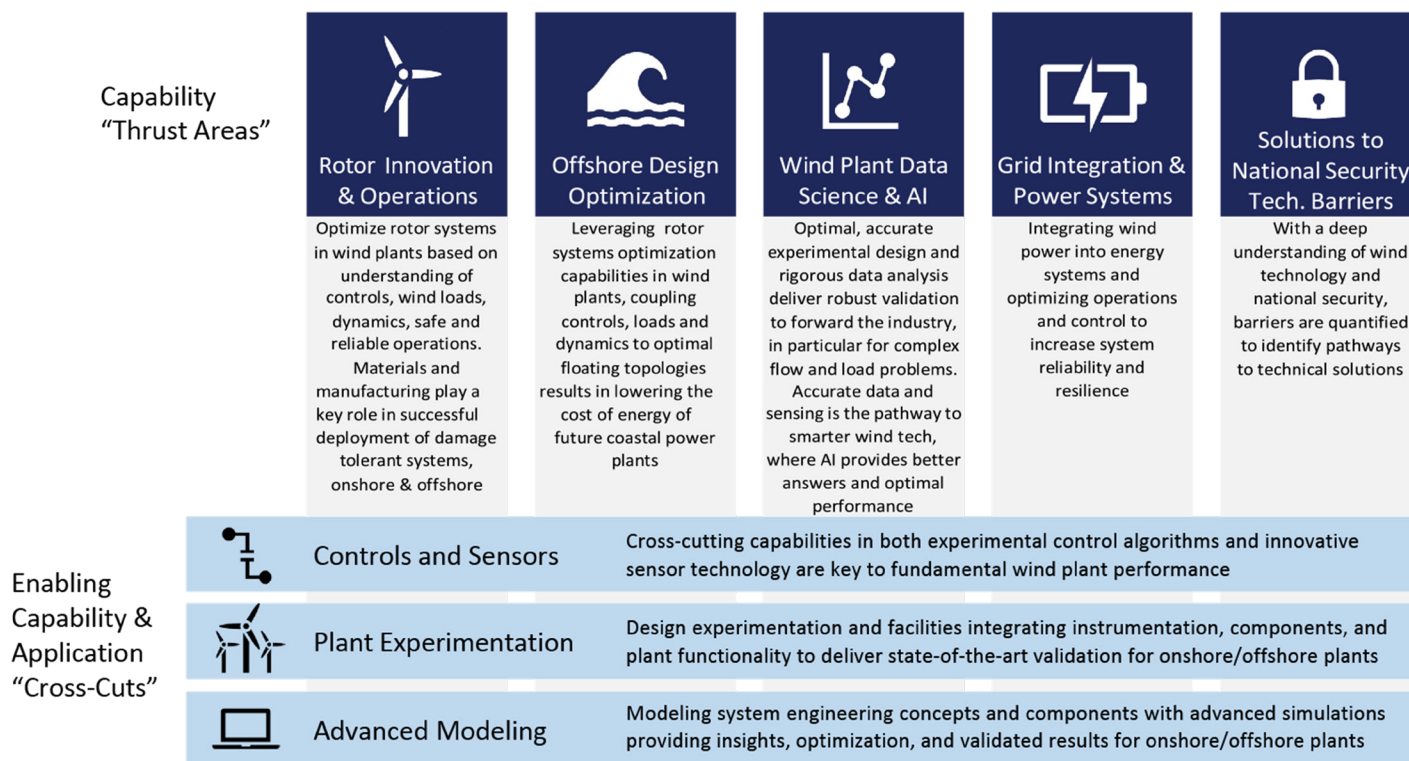 Capability
“Thrust Areas”
Rotor Innovation
& Operations
Optimize rotor systems
in wind plants based on
understanding of
controls, wind loads,
dynamics, safe and
reliable operations.
Materials and
manufacturing play a
key role in successful
deployment of damage
tolerant systems,
onshore & offshore
Offshore Design
Optimization
Leveraging rotor
systems optimization
capabilities in wind
plants, coupling
controls, loads and
dynamics to optimal
floating topologies
results in lowering the
cost of energy of
future coastal power
plants
Wind Plant Data
Science & AI
Optimal, accurate
experimental design and
rigorous data analysis
deliver robust validation
to forward the industry,
in particular for complex
flow and load problems.
Accurate data and
sensing is the pathway to
smarter wind tech,
where AI provides better
answers and optimal
performance
Grid Integration &
Power Systems
Integrating wind
power into energy
systems and
optimizing operations
and control to
increase system
reliability and
resilience
Solutions to
National Security
Tech. Barriers
With a deep
understanding of wind
technology and
national security,
barriers are quantified
to identify pathways
to technical solutions
Enabling
Capability &
Application
“Cross-Cuts”
Controls and Sensors
Cross-cutting capabilities in both experimental control algorithms and innovative
sensor technology are key to fundamental wind plant performance
Plant Experimentation
Design experimentation and facilities integrating instrumentation, components, and
plant functionality to deliver state-of-the-art validation for onshore/offshore plants
Advanced Modeling
Modeling system engineering concepts and components with advanced simulations
providing insights, optimization, and validated results for onshore/offshore plants